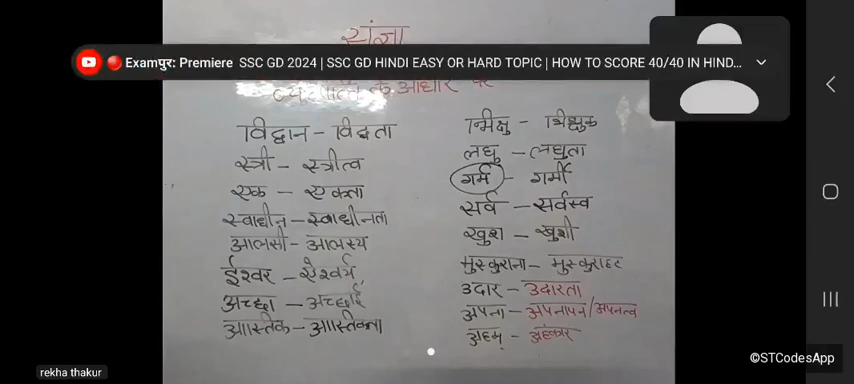 संज्ञा
Examपुर: Premiere SSC GD 2024 | SSC GD HINDI EASY OR HARD TOPIC | HOW TO SCORE 40/40 IN HIND...
के आधार पर
विद्वान - विद्वता
स्त्री - स्त्रीत्व
एक - एकता
स्वाधीन - स्वाधीनता
आलसी - आलस्य
ईश्वर - ऐश्वर्य
अच्छा - अच्छाई
आस्तिक - आस्तिकता
भिक्षु - भिक्षुक
लघु - लघुता
गर्म - गर्मी
सर्व - सर्वस्व
खुश - खुशी
मुस्कुराना - मुस्कुराहट
उदार - उदारता
अपना - अपनापन/अपनत्व
अहम् - अहंकार
rekha thakur
©STCodesApp